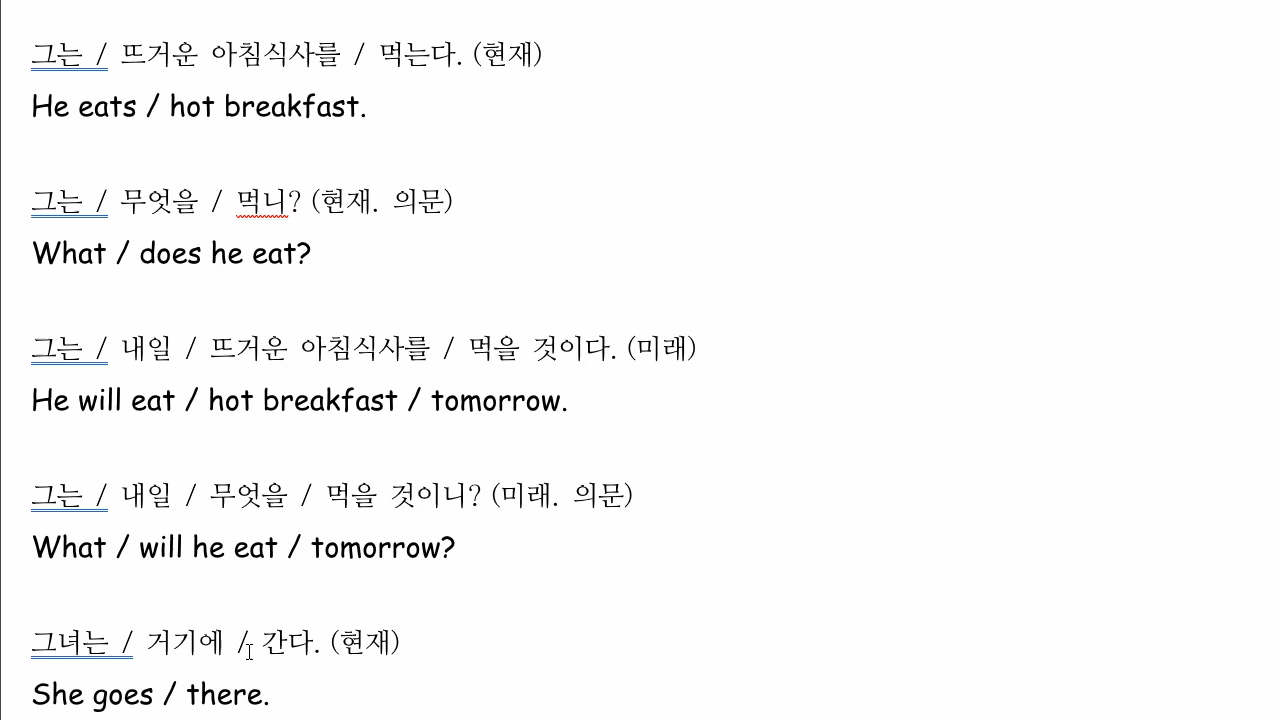 그는 / 뜨거운 아침식사를 / 먹는다. (현재)
He eats / hot breakfast.
그는 / 무엇을 / 먹니? (현재. 의문)
What / does he eat?
그는 / 내일 / 뜨거운 아침식사를 / 먹을 것이다. (미래)
He will eat / hot breakfast / tomorrow.
그는 / 내일 / 무엇을 / 먹을 것이니? (미래. 의문)
What / will he eat / tomorrow?
그녀는 / 거기에 / 간다. (현재)
She goes / there.